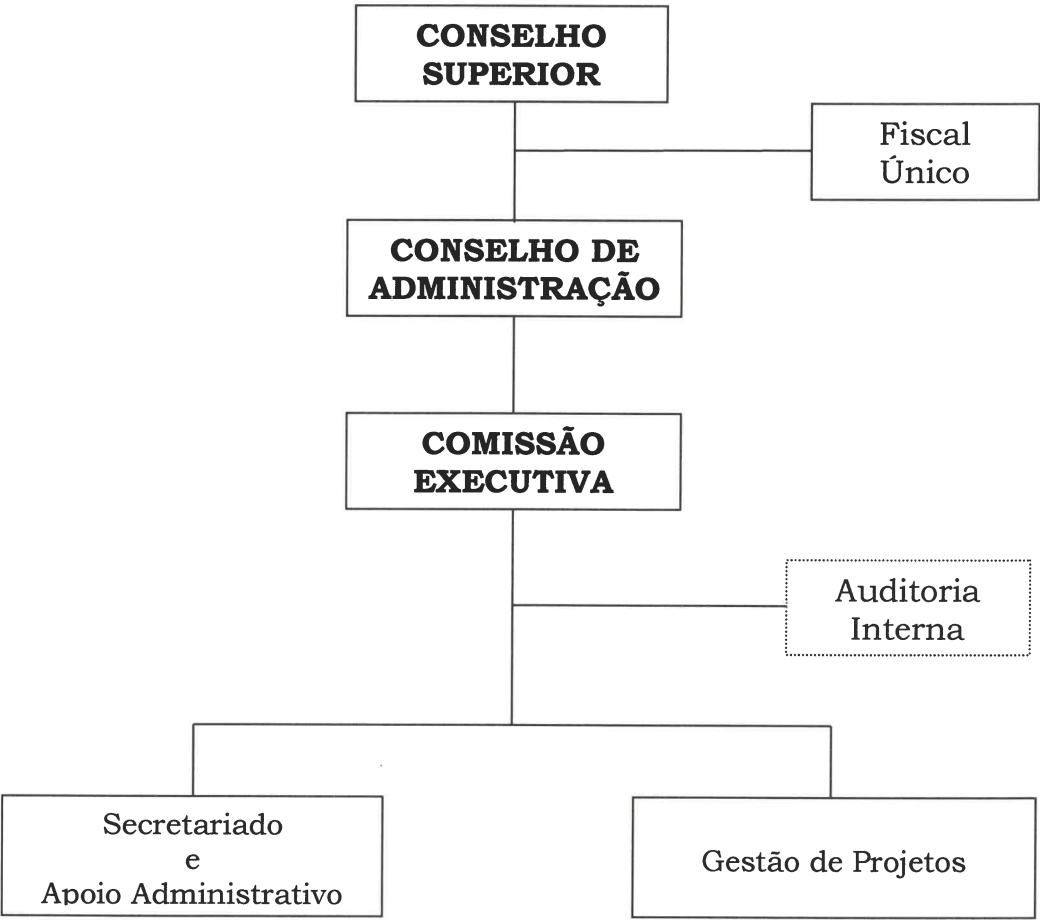 CONSELHO
SUPERIOR
Fiscal
Único
CONSELHO DE
ADMINISTRAÇÃO
COMISSÃO
EXECUTIVA
Auditoria
Interna
Secretariado
e
Apoio Administrativo
Gestão de Projetos